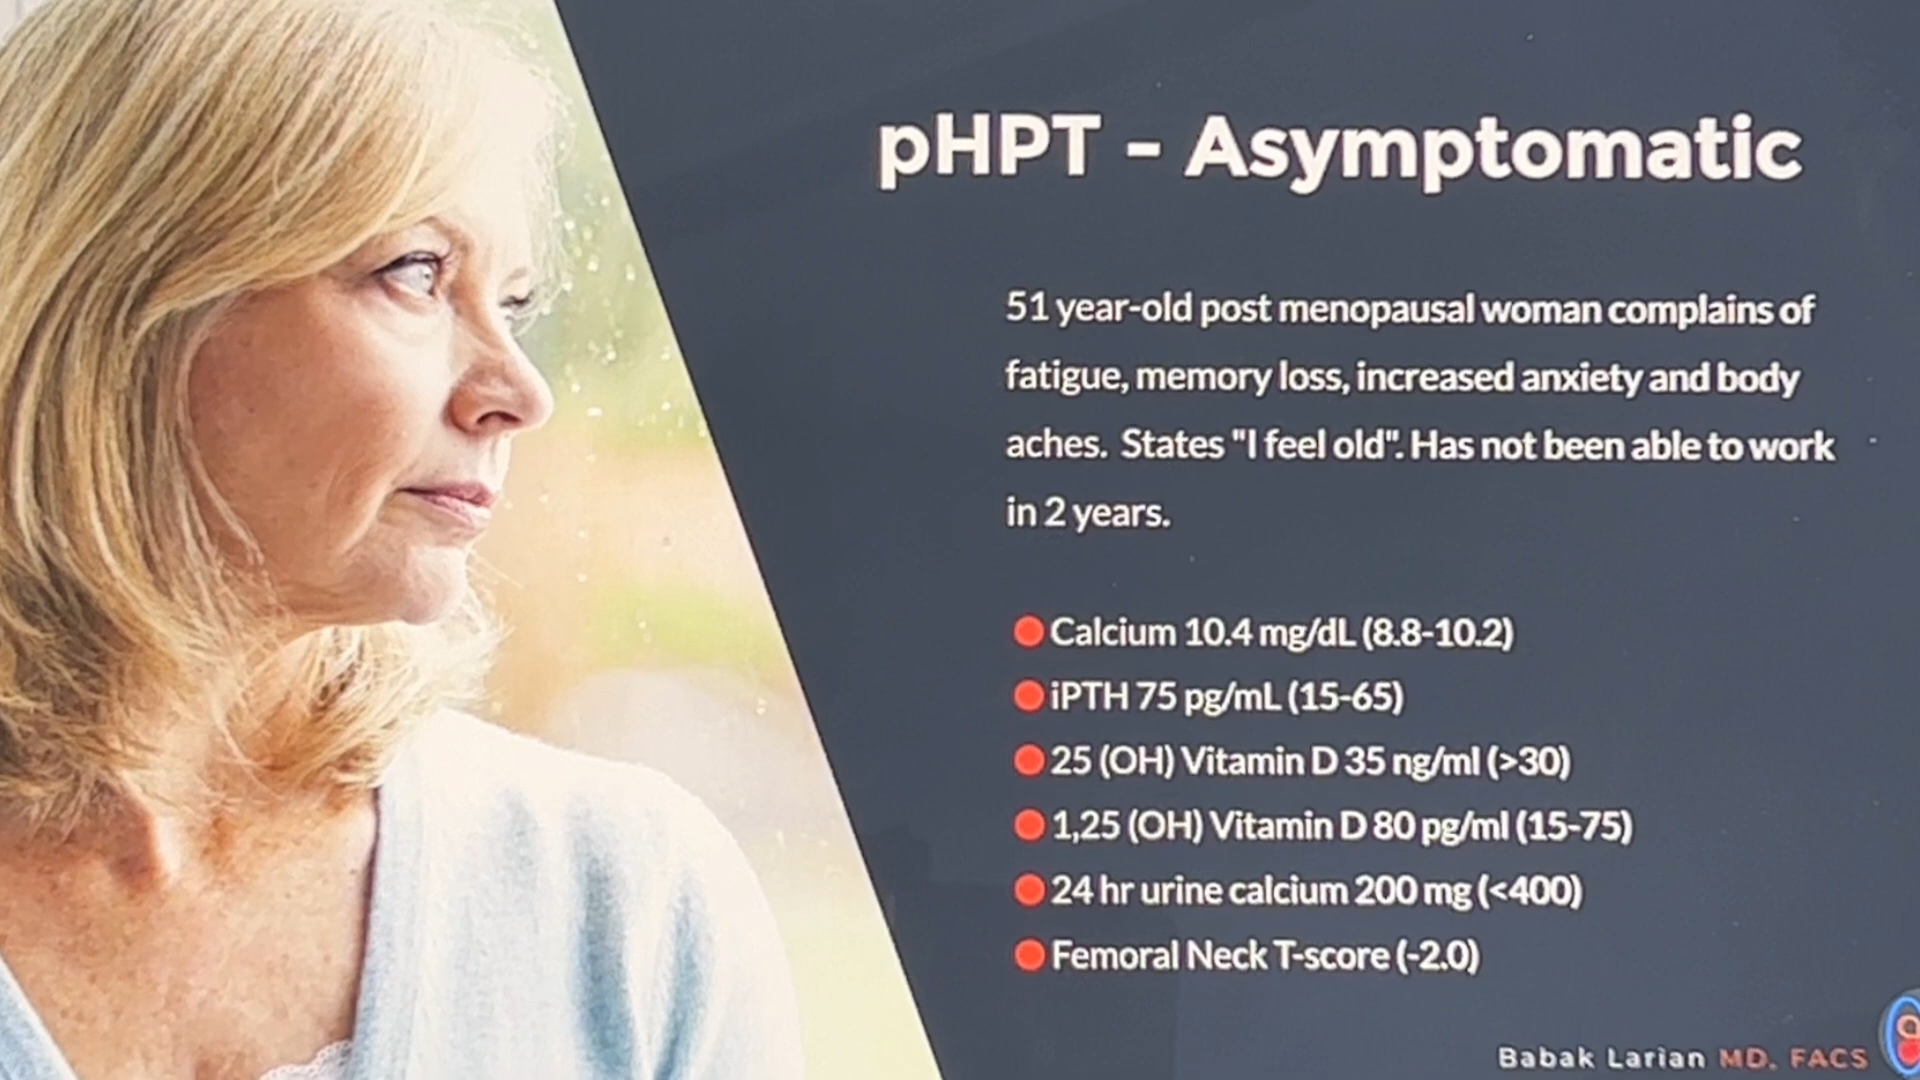 pHPT - Asymptomatic
51 year-old post menopausal woman complains of
fatigue, memory loss, increased anxiety and body
aches. States "I feel old". Has not been able to work
in 2 years.
Calcium 10.4 mg/dL (8.8-10.2)
iPTH 75 pg/mL (15-65)
25 (OH) Vitamin D 35 ng/ml (>30)
1,25 (OH) Vitamin D 80 pg/ml (15-75)
24 hr urine calcium 200 mg (<400)
Femoral Neck T-score (-2.0)
Babak Larian MD, FACS